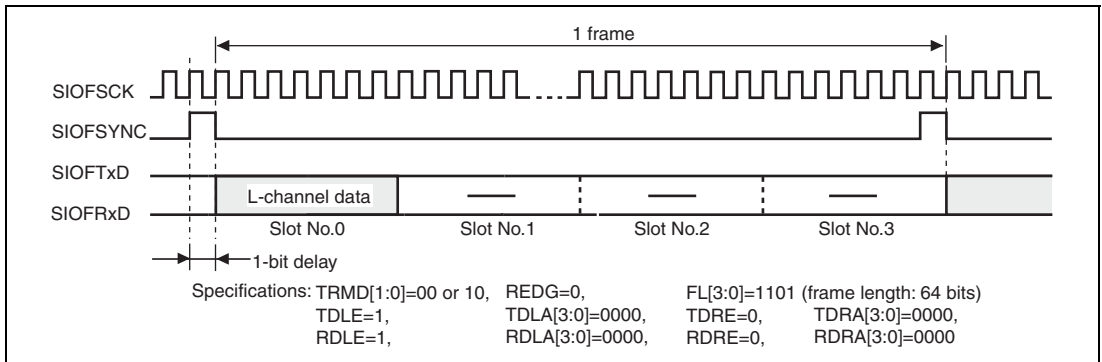 1 frame
SIOFSCK
SIOFSYNC
SIOFTxD
L-channel data
SIOFRxD
Slot No.0 Slot No.1 Slot No.2 Slot No.3
1-bit delay
Specifications: TRMD[1:0]=00 or 10, REDG=0, FL[3:0]=1101 (frame length: 64 bits)
TDLE=1, TDLA[3:0]=0000, TDRE=0, TDRA[3:0]=0000,
RDLE=1, RDLA[3:0]=0000, RDRE=0, RDRA[3:0]=0000